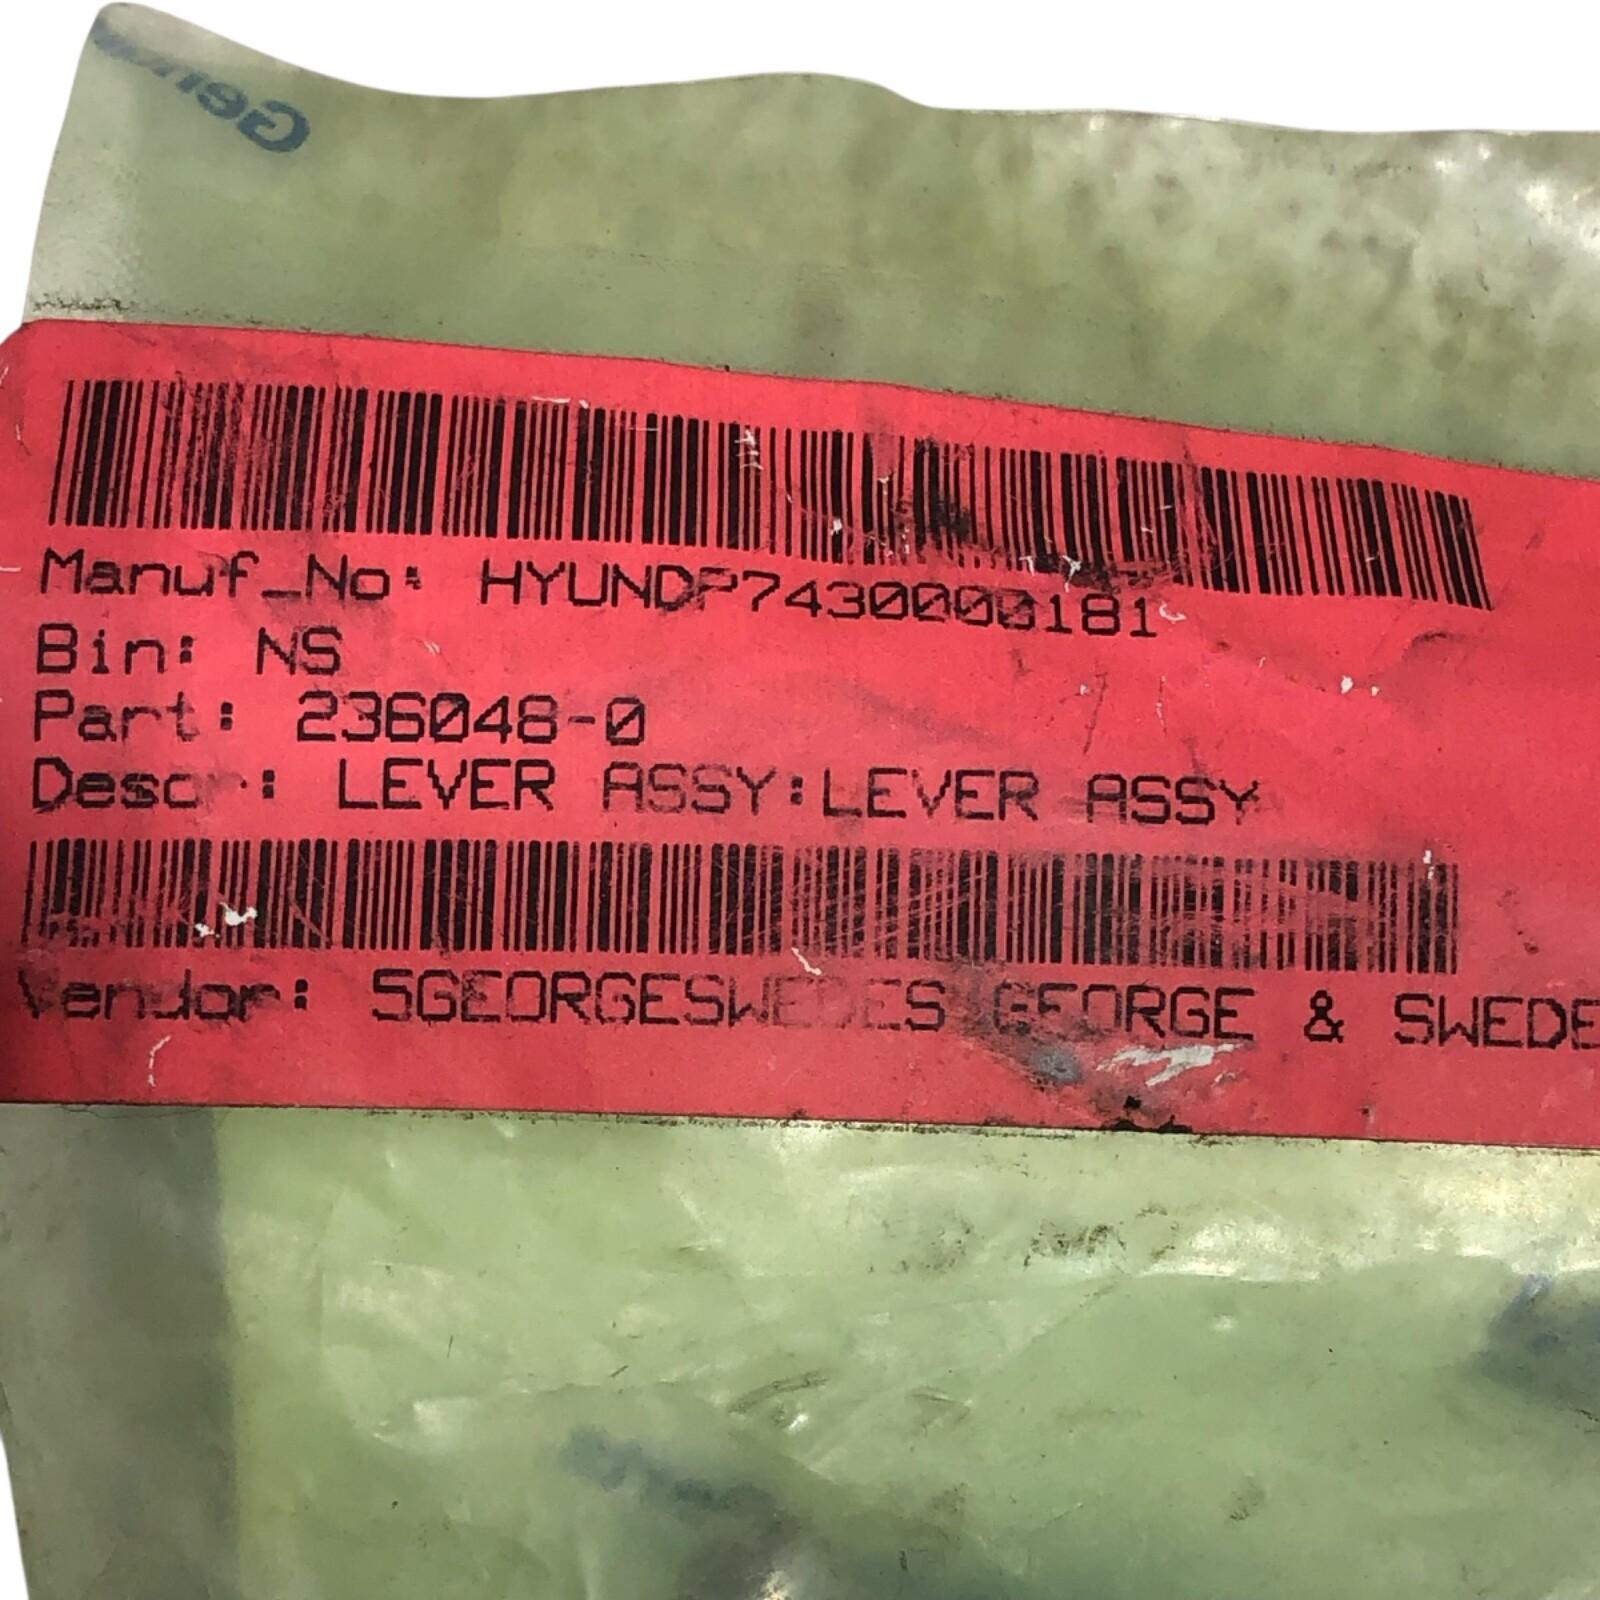 Manuf_No: HYUNDP7430000181
Bin: NS
Part: 236048-0
Descr: LEVER ASSY:LEVER ASSY
Vendor: 5GEORGESWEDES GEORGE & SWEDE